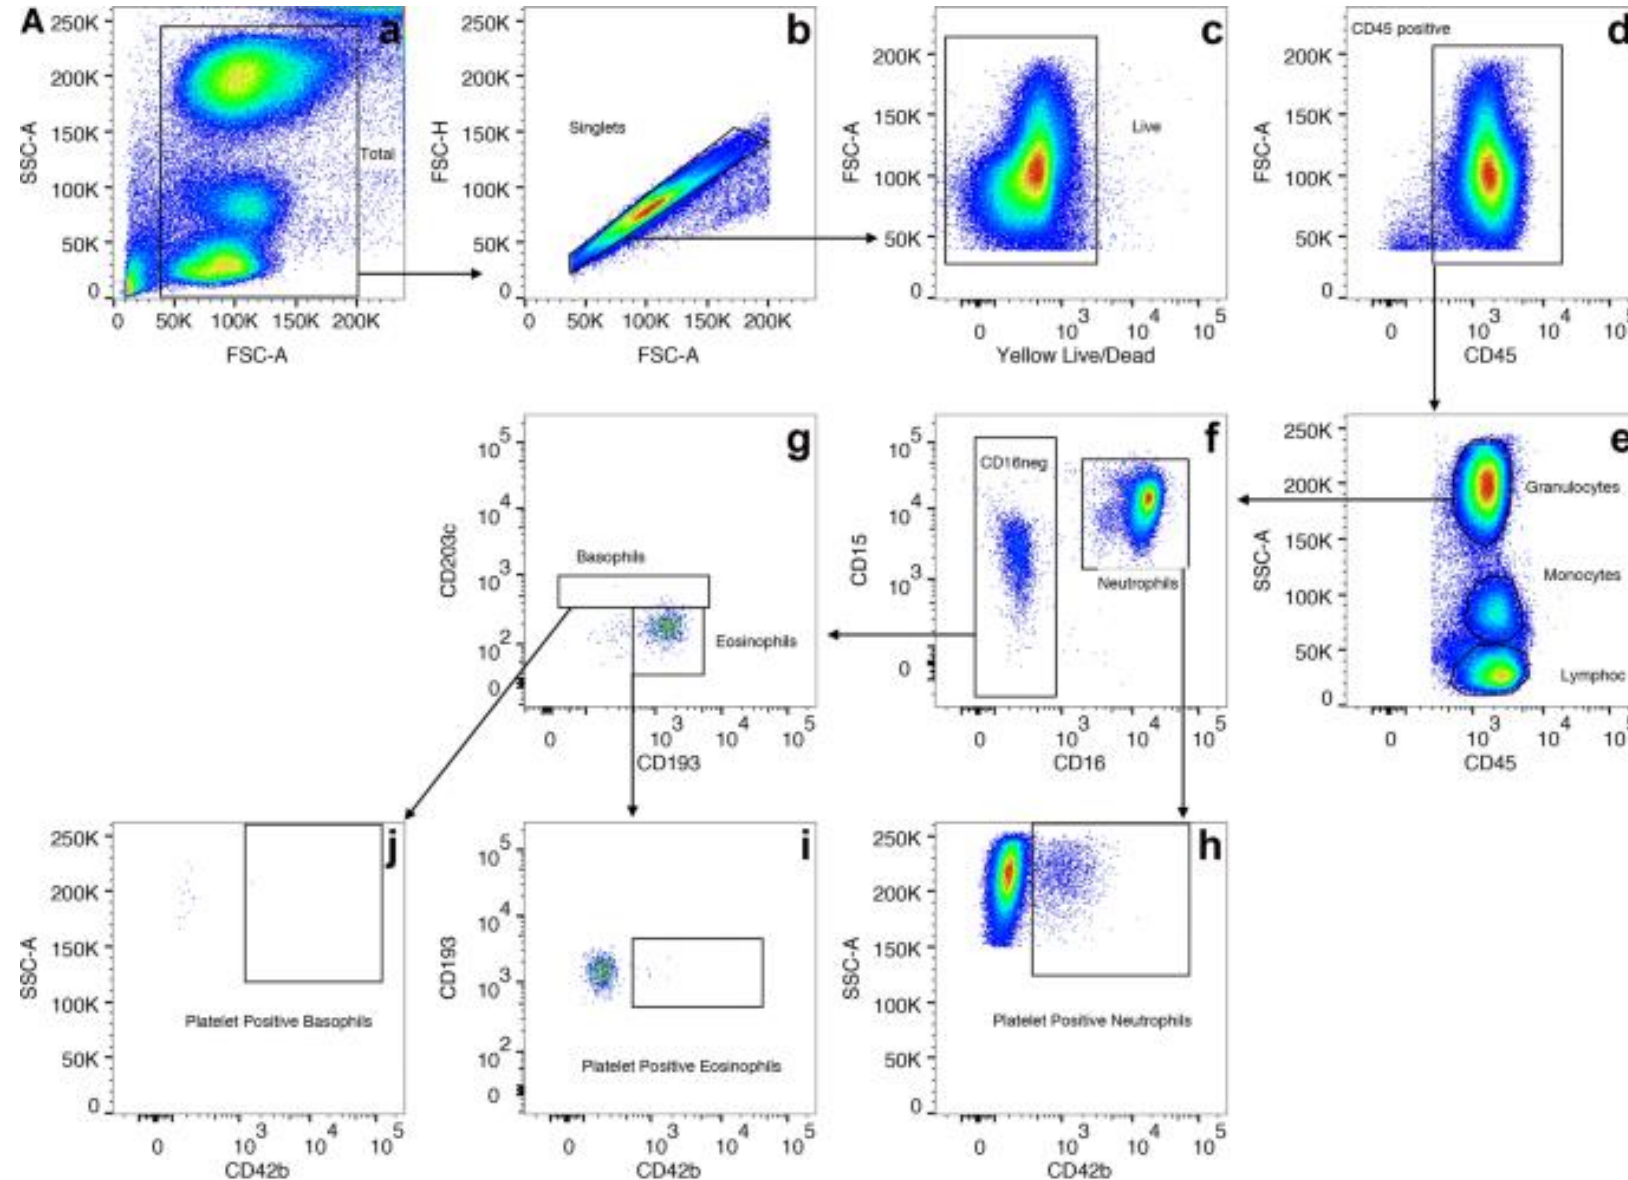 A
a
250K
200K
150K
100K
50K
0
SSC-A
Total
0 50K 100K 150K 200K
FSC-A
b
250K
200K
150K
100K
50K
0
FSC-H
Singlets
0 50K 100K 150K 200K
FSC-A
c
200K
150K
100K
50K
0
FSC-A
Live
0 10^3 10^4 10^5
Yellow Live/Dead
d
CD45 positive
200K
150K
100K
50K
0
FSC-A
0 10^3 10^4 10^5
CD45
g
10^5
10^4
10^3
10^2
0
CD203c
Basophils
Eosinophils
0 10^3 10^4 10^5
CD193
f
10^5
10^4
10^3
0
CD15
CD16neg
Neutrophils
0 10^3 10^4 10^5
CD16
e
250K
200K
150K
100K
50K
0
SSC-A
Granulocytes
Monocytes
Lymphoc
0 10^3 10^4 10^5
CD45
j
250K
200K
150K
100K
50K
0
SSC-A
Platelet Positive Basophils
0 10^3 10^4 10^5
CD42b
i
10^5
10^4
10^3
10^2
0
CD193
Platelet Positive Eosinophils
0 10^3 10^4 10^5
CD42b
h
250K
200K
150K
100K
50K
0
SSC-A
Platelet Positive Neutrophils
0 10^3 10^4 10^5
CD42b